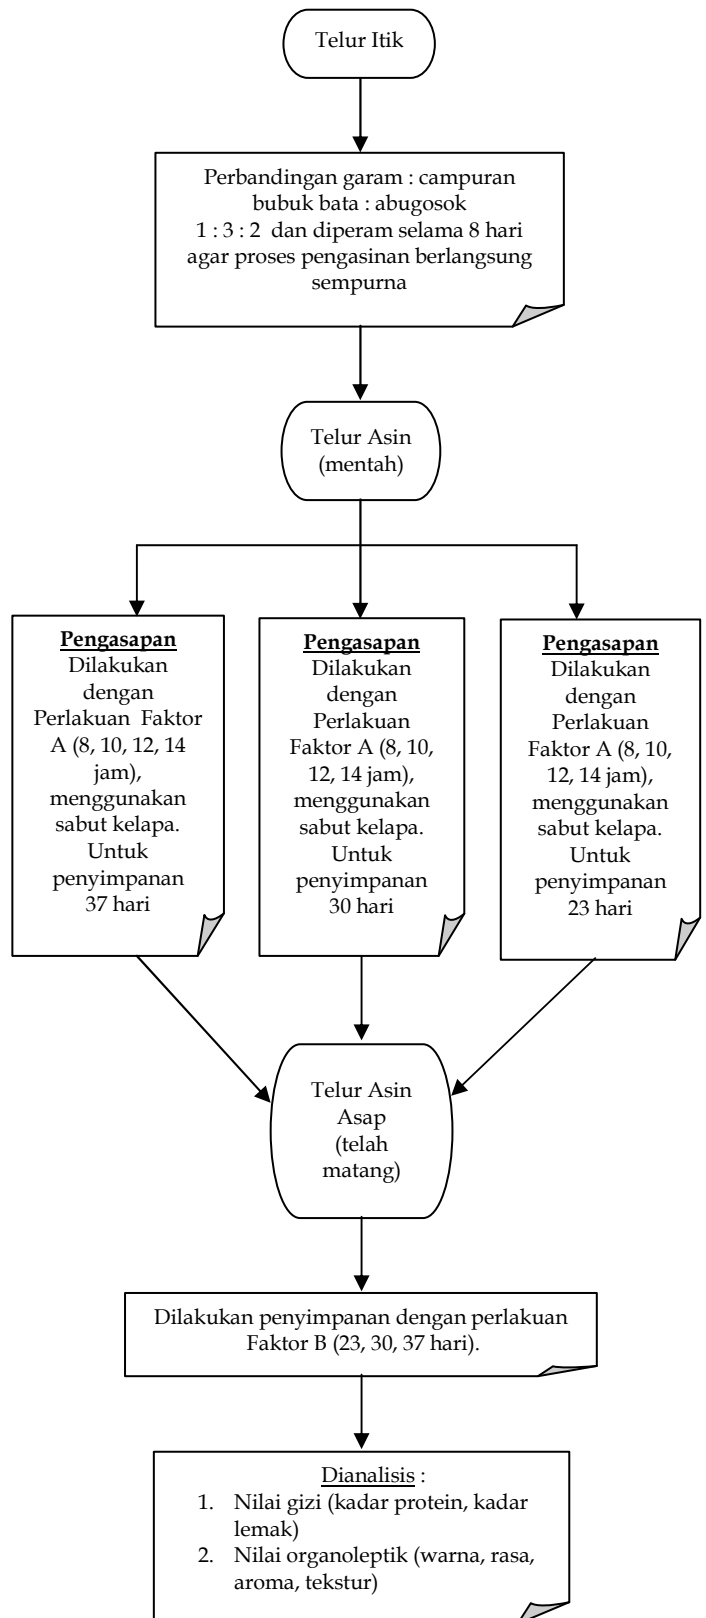 Telur Itik
Perbandingan garam : campuran
bubuk bata : abugosok
1 : 3 : 2 dan diperam selama 8 hari
agar proses pengasinan berlangsung
sempurna
Telur Asin
(mentah)
Pengasapan
Dilakukan
dengan
Perlakuan Faktor
A (8, 10, 12, 14
jam),
menggunakan
sabut kelapa.
Untuk
penyimpanan
37 hari
Pengasapan
Dilakukan
dengan
Perlakuan
Faktor A (8, 10,
12, 14 jam),
menggunakan
sabut kelapa.
Untuk
penyimpanan
30 hari
Pengasapan
Dilakukan
dengan
Perlakuan
Faktor A (8, 10,
12, 14 jam),
menggunakan
sabut kelapa.
Untuk
penyimpanan
23 hari
Telur Asin
Asap
(telah
matang)
Dilakukan penyimpanan dengan perlakuan
Faktor B (23, 30, 37 hari).
Dianalisis :
1. Nilai gizi (kadar protein, kadar
lemak)
2. Nilai organoleptik (warna, rasa,
aroma, tekstur)